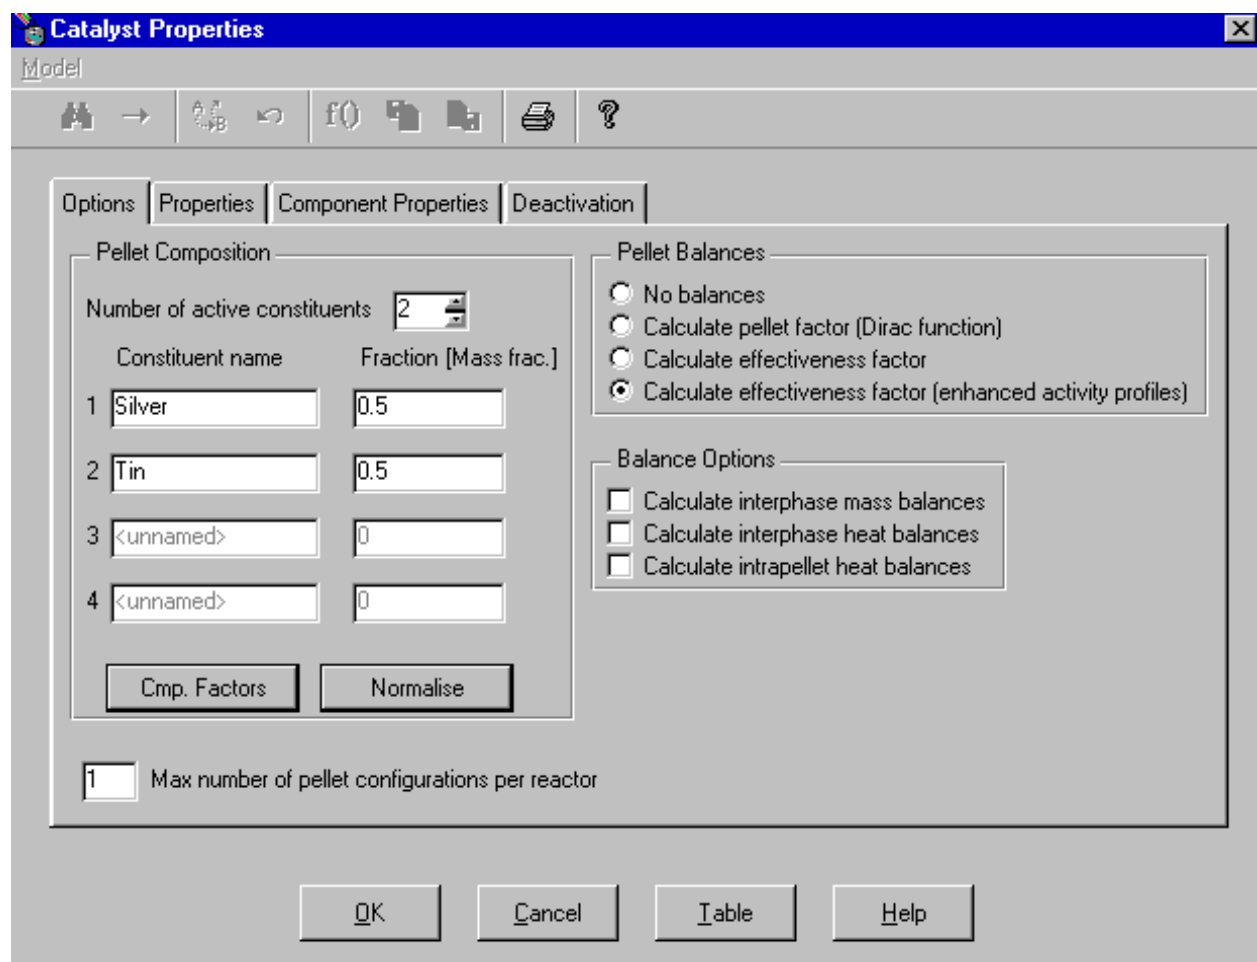 Catalyst Properties
Model
A B f() ?
Options Properties Component Properties Deactivation
Pellet Composition
Number of active constituents 2
Constituent name Fraction [Mass frac.]
1 Silver 0.5
2 Tin 0.5
3 <unnamed> 0
4 <unnamed> 0
Cmp. Factors Normalise
1 Max number of pellet configurations per reactor
Pellet Balances
No balances
Calculate pellet factor (Dirac function)
Calculate effectiveness factor
Calculate effectiveness factor (enhanced activity profiles)
Balance Options
Calculate interphase mass balances
Calculate interphase heat balances
Calculate intrapellet heat balances
OK Cancel Table Help